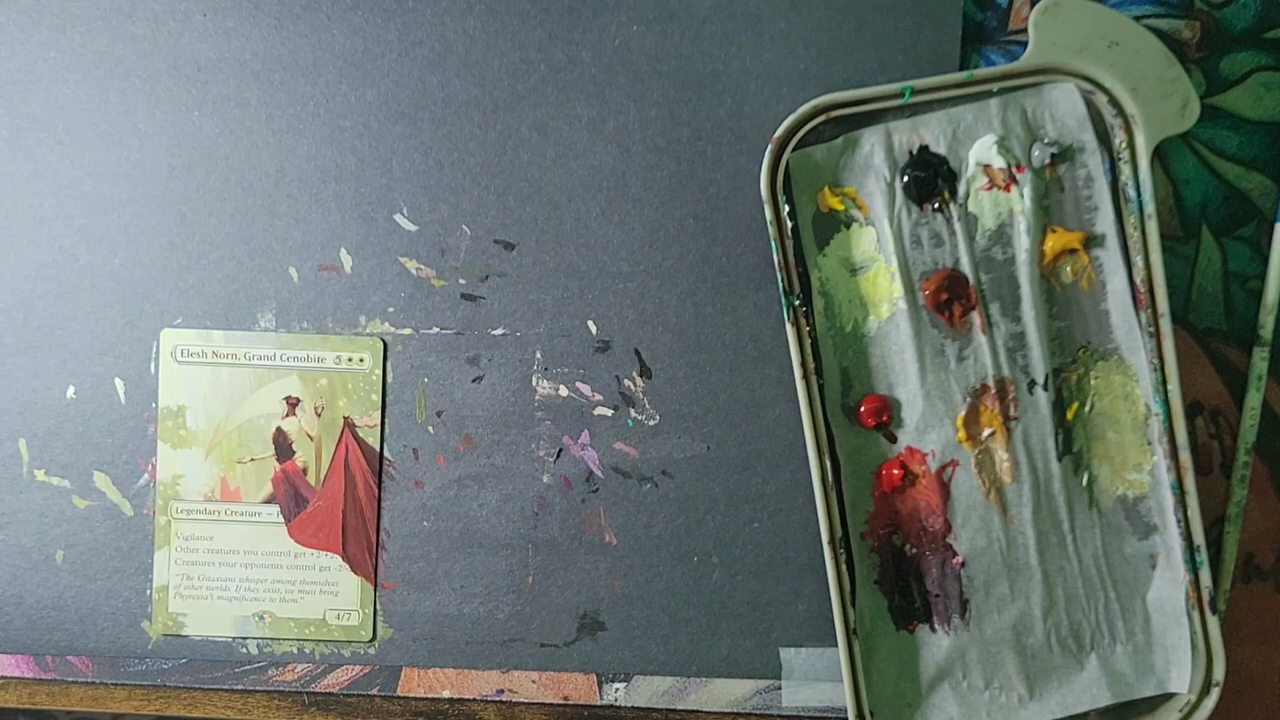 Elesh Norn, Grand Cenobite 5
Legendary Creature —
Vigilance
Other creatures you control get +2/+2
Creatures your opponents control get -2/-
"The Gitaxians whisper among themselves
of other worlds. If they exist, we must bring
Phyrexia's magnificence to them."
4/7